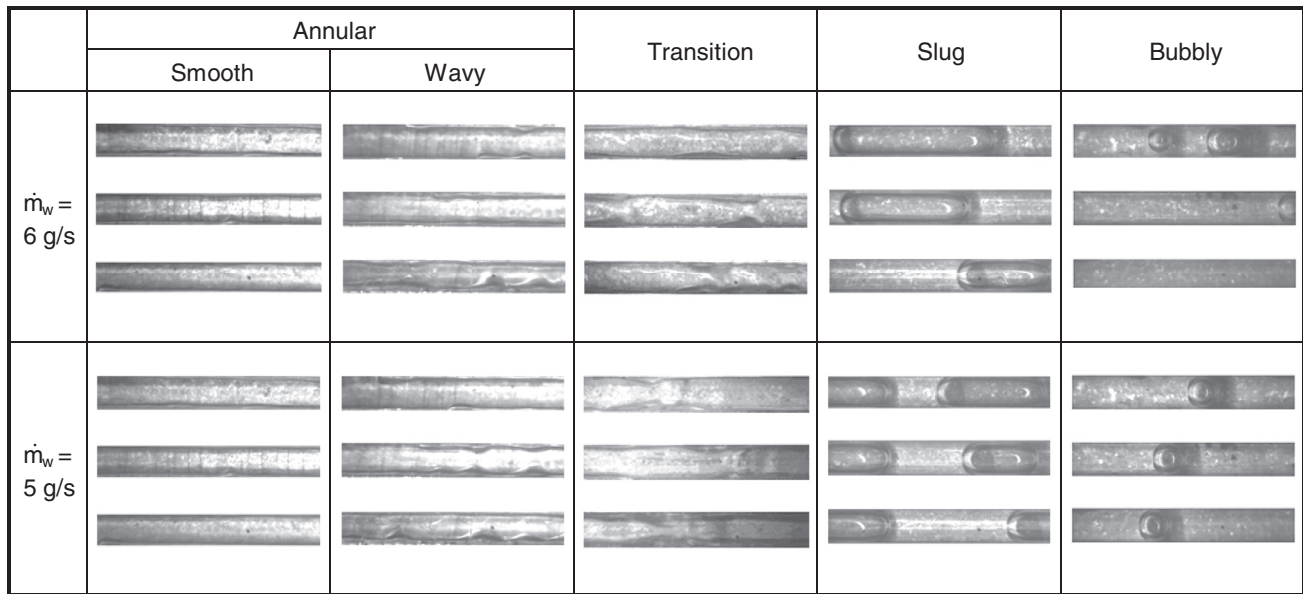 Annular
Transition
Slug
Bubbly
Smooth
Wavy
ṁw =
6 g/s
ṁw =
5 g/s